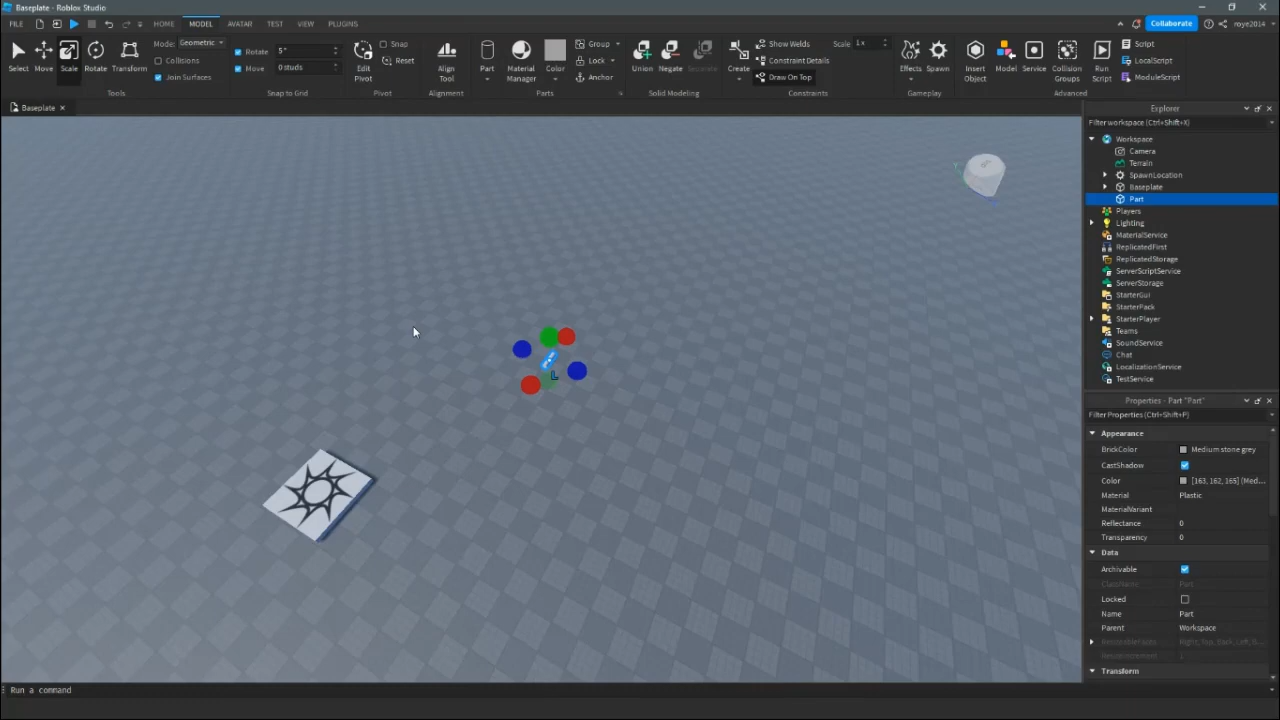 Baseplate - Roblox Studio
FILE HOME MODEL AVATAR TEST VIEW PLUGINS Collaborate roye2014
Select Move Scale Rotate Transform
Mode: Geometric
Collisions
Join Surfaces
Tools
Rotate 5°
Move 0 studs
Snap to Grid
Edit Pivot
Snap
Reset
Pivot
Align Tool
Alignment
Part Material Manager Color
Group
Lock
Anchor
Parts
Union Negate Separate
Solid Modeling
Create
Show Welds
Constraint Details
Draw On Top
Scale 1x
Constraints
Effects Spawn
Gameplay
Insert Object Model Service Collision Groups Run Script
Script
LocalScript
ModuleScript
Advanced
Baseplate
Explorer
Filter workspace (Ctrl+Shift+X)
Workspace
Camera
Terrain
SpawnLocation
Baseplate
Part
Players
Lighting
MaterialService
ReplicatedFirst
ReplicatedStorage
ServerScriptService
ServerStorage
StarterGui
StarterPack
StarterPlayer
Teams
SoundService
Chat
LocalizationService
TestService
Properties - Part "Part"
Filter Properties (Ctrl+Shift+P)
Appearance
BrickColor Medium stone grey
CastShadow
Color [163, 162, 165] (Med...
Material Plastic
MaterialVariant
Reflectance 0
Transparency 0
Data
Archivable
ClassName Part
Locked
Name Part
Parent Workspace
Transform
Run a command